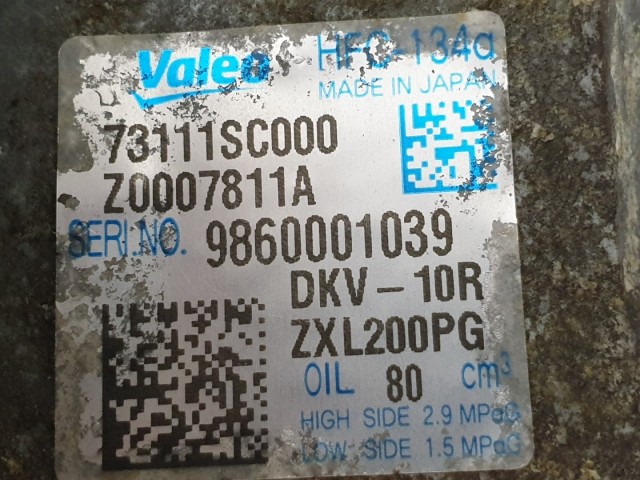 Valeo HFC-134a
MADE IN JAPAN
73111SC000
Z0007811A
SERI.NO. 9860001039
DKV-10R
ZXL200PG
OIL 80 cm³
HIGH SIDE 2.9 MPaG
LOW SIDE 1.5 MPaG